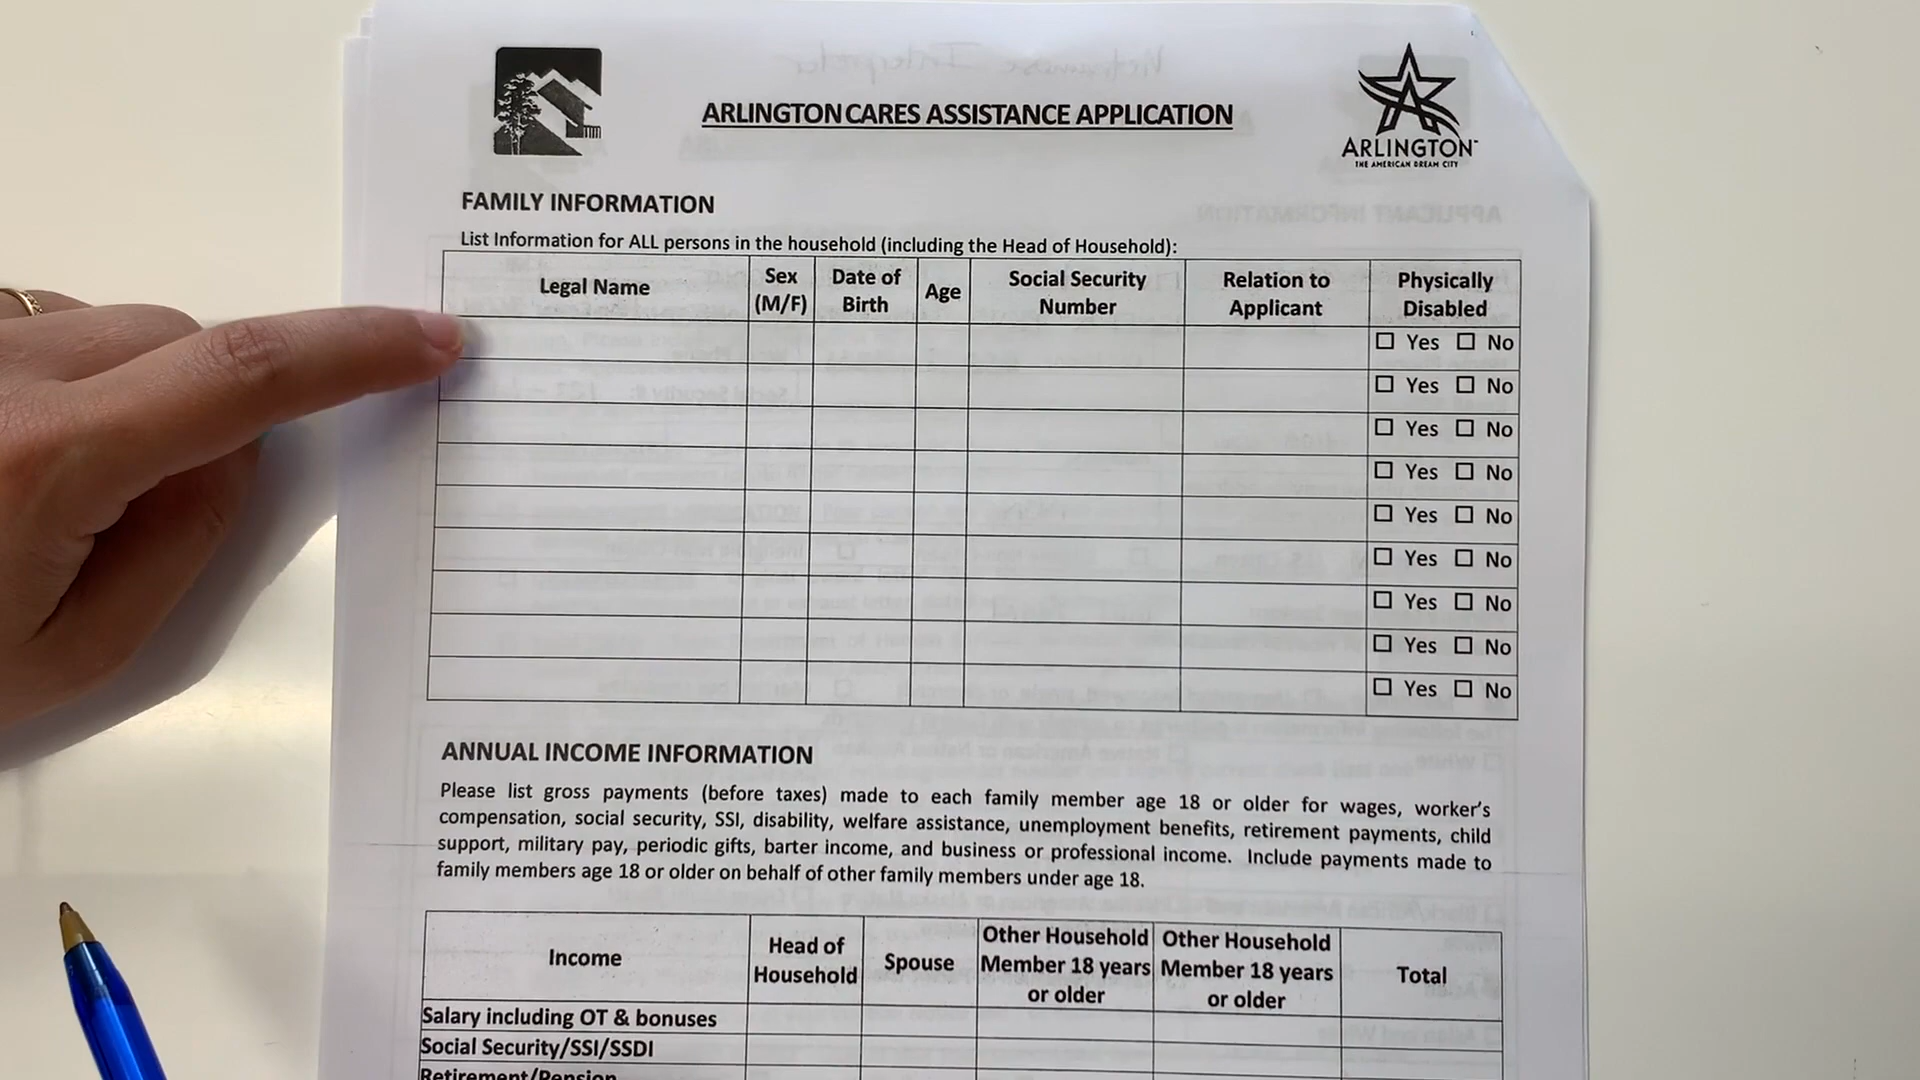 ARLINGTON CARES ASSISTANCE APPLICATION
ARLINGTON
THE AMERICAN DREAM CITY
FAMILY INFORMATION
List Information for ALL persons in the household (including the Head of Household):
Legal Name Sex (M/F) Date of Birth Age Social Security Number Relation to Applicant Physically Disabled
☐ Yes ☐ No
☐ Yes ☐ No
☐ Yes ☐ No
☐ Yes ☐ No
☐ Yes ☐ No
☐ Yes ☐ No
☐ Yes ☐ No
☐ Yes ☐ No
☐ Yes ☐ No
ANNUAL INCOME INFORMATION
Please list gross payments (before taxes) made to each family member age 18 or older for wages, worker's
compensation, social security, SSI, disability, welfare assistance, unemployment benefits, retirement payments, child
support, military pay, periodic gifts, barter income, and business or professional income. Include payments made to
family members age 18 or older on behalf of other family members under age 18.
Income Head of Household Spouse Other Household Member 18 years or older Other Household Member 18 years or older Total
Salary including OT & bonuses
Social Security/SSI/SSDI
Retirement/Pension